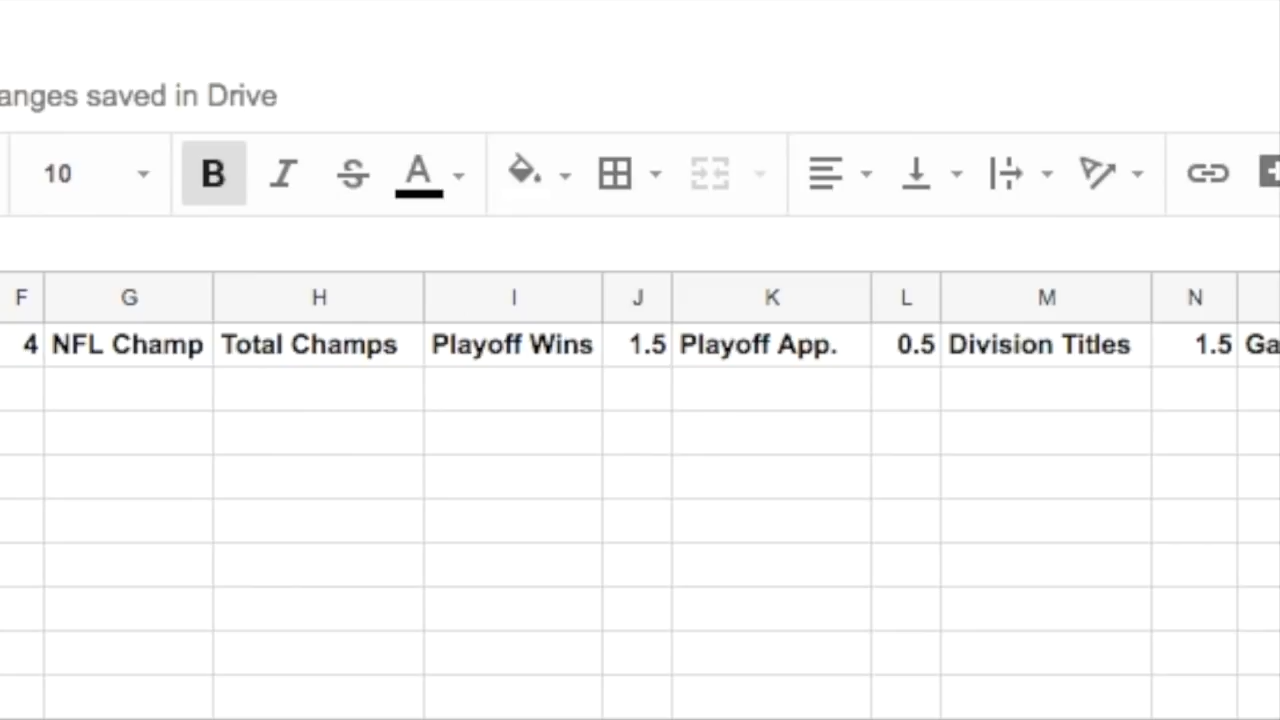 anges saved in Drive
10 B I S A
F G H I J K L M N
4 NFL Champ Total Champs Playoff Wins 1.5 Playoff App. 0.5 Division Titles 1.5 Ga